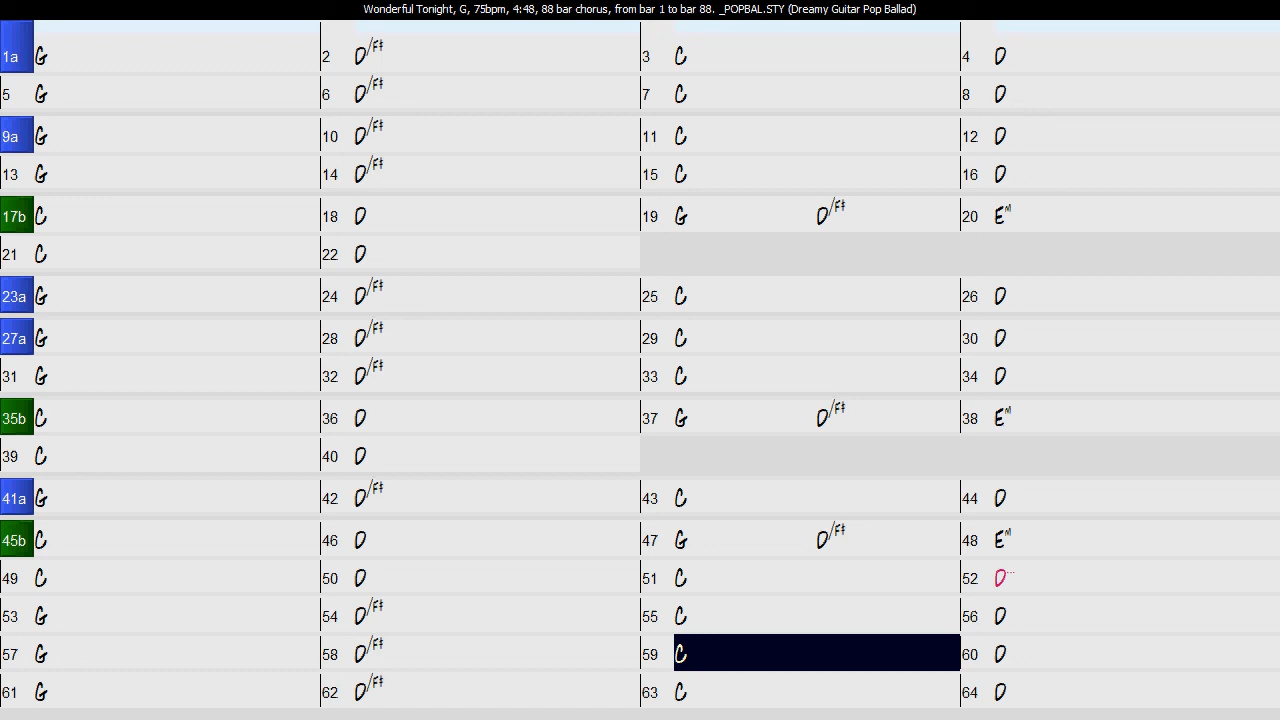 Wonderful Tonight, G, 75bpm, 4:48, 88 bar chorus, from bar 1 to bar 88. _POPBAL.STY (Dreamy Guitar Pop Ballad)
1a G 2 D/F♯ 3 C 4 D
5 G 6 D/F♯ 7 C 8 D
9a G 10 D/F♯ 11 C 12 D
13 G 14 D/F♯ 15 C 16 D
17b C 18 D 19 G D/F♯ 20 Em
21 C 22 D
23a G 24 D/F♯ 25 C 26 D
27a G 28 D/F♯ 29 C 30 D
31 G 32 D/F♯ 33 C 34 D
35b C 36 D 37 G D/F♯ 38 Em
39 C 40 D
41a G 42 D/F♯ 43 C 44 D
45b C 46 D 47 G D/F♯ 48 Em
49 C 50 D 51 C 52 D...
53 G 54 D/F♯ 55 C 56 D
57 G 58 D/F♯ 59 C 60 D
61 G 62 D/F♯ 63 C 64 D